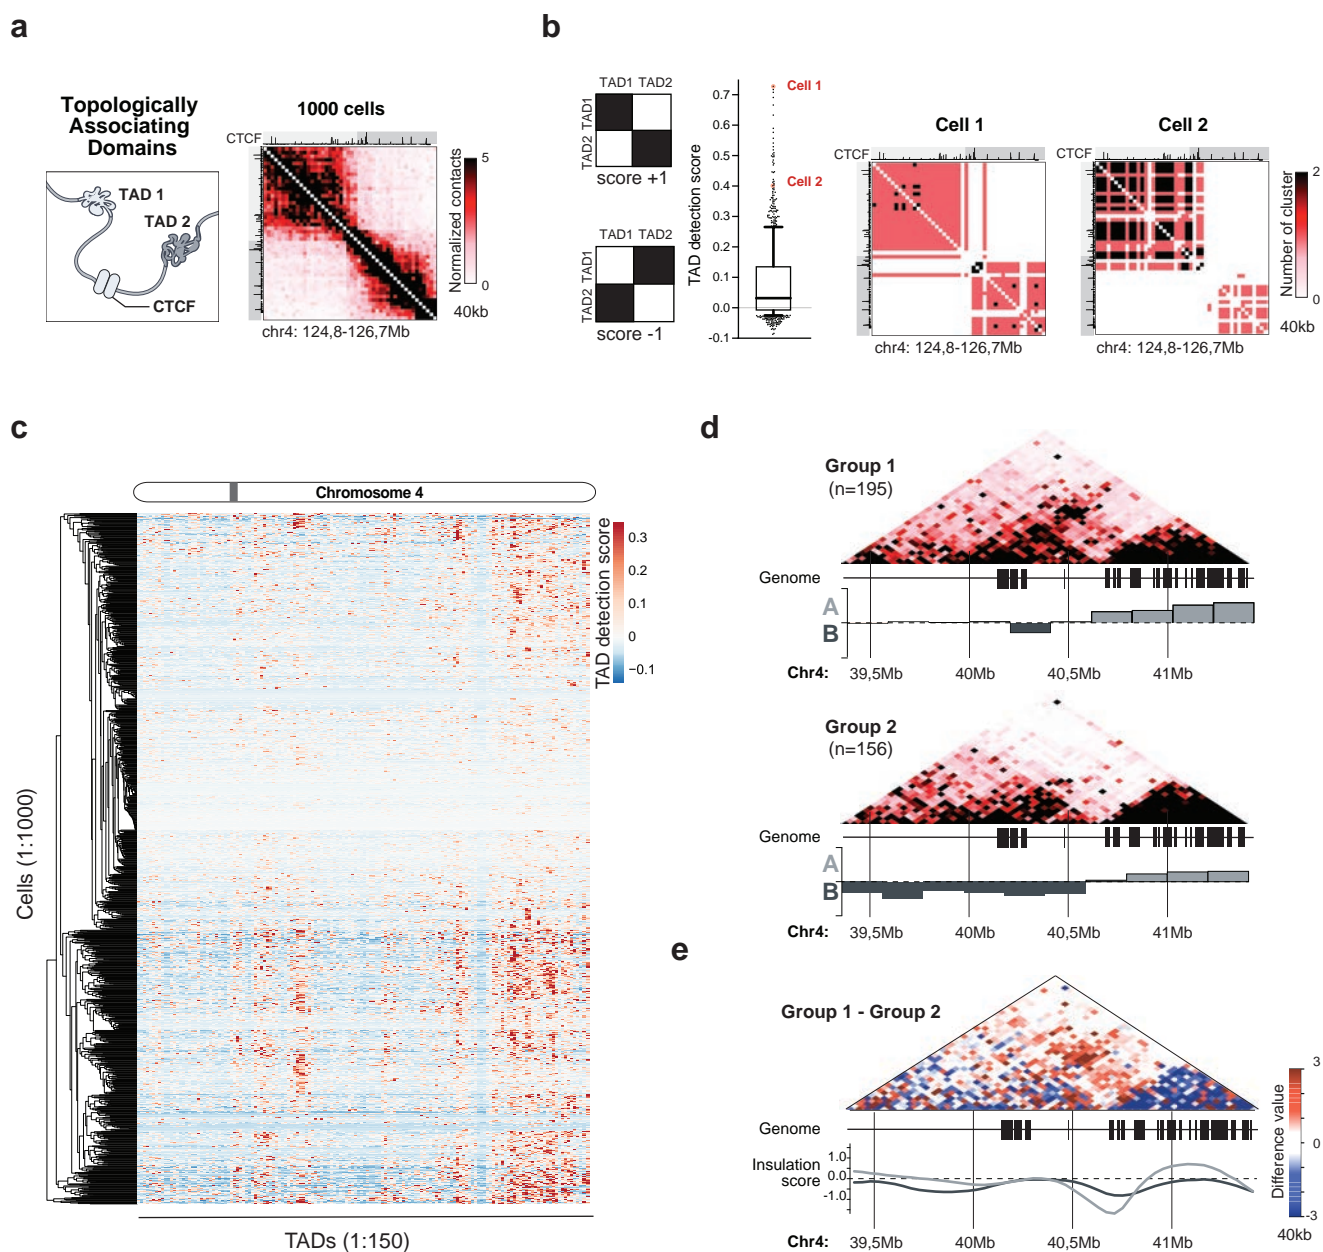 a
Topologically
Associating
Domains
TAD 1
TAD 2
CTCF
1000 cells
CTCF
5
0
Normalized contacts
40kb
chr4: 124,8-126,7Mb
b
TAD1 TAD2
TAD1
TAD2
score +1
TAD1 TAD2
TAD1
TAD2
score -1
TAD detection score
0.7
0.6
0.5
0.4
0.3
0.2
0.1
0.0
-0.1
Cell 1
Cell 2
Cell 1
CTCF
chr4: 124,8-126,7Mb
Cell 2
CTCF
chr4: 124,8-126,7Mb
2
0
Number of cluster
40kb
c
Chromosome 4
Cells (1:1000)
TADs (1:150)
TAD detection score
0.3
0.2
0.1
0
−0.1
d
Group 1
(n=195)
Genome
A
B
Chr4: 39,5Mb 40Mb 40,5Mb 41Mb
Group 2
(n=156)
Genome
A
B
Chr4: 39,5Mb 40Mb 40,5Mb 41Mb
e
Group 1 - Group 2
Genome
Insulation
score
1.0
0.0
-1.0
Chr4: 39,5Mb 40Mb 40,5Mb 41Mb
Difference value
3
0
-3
40kb